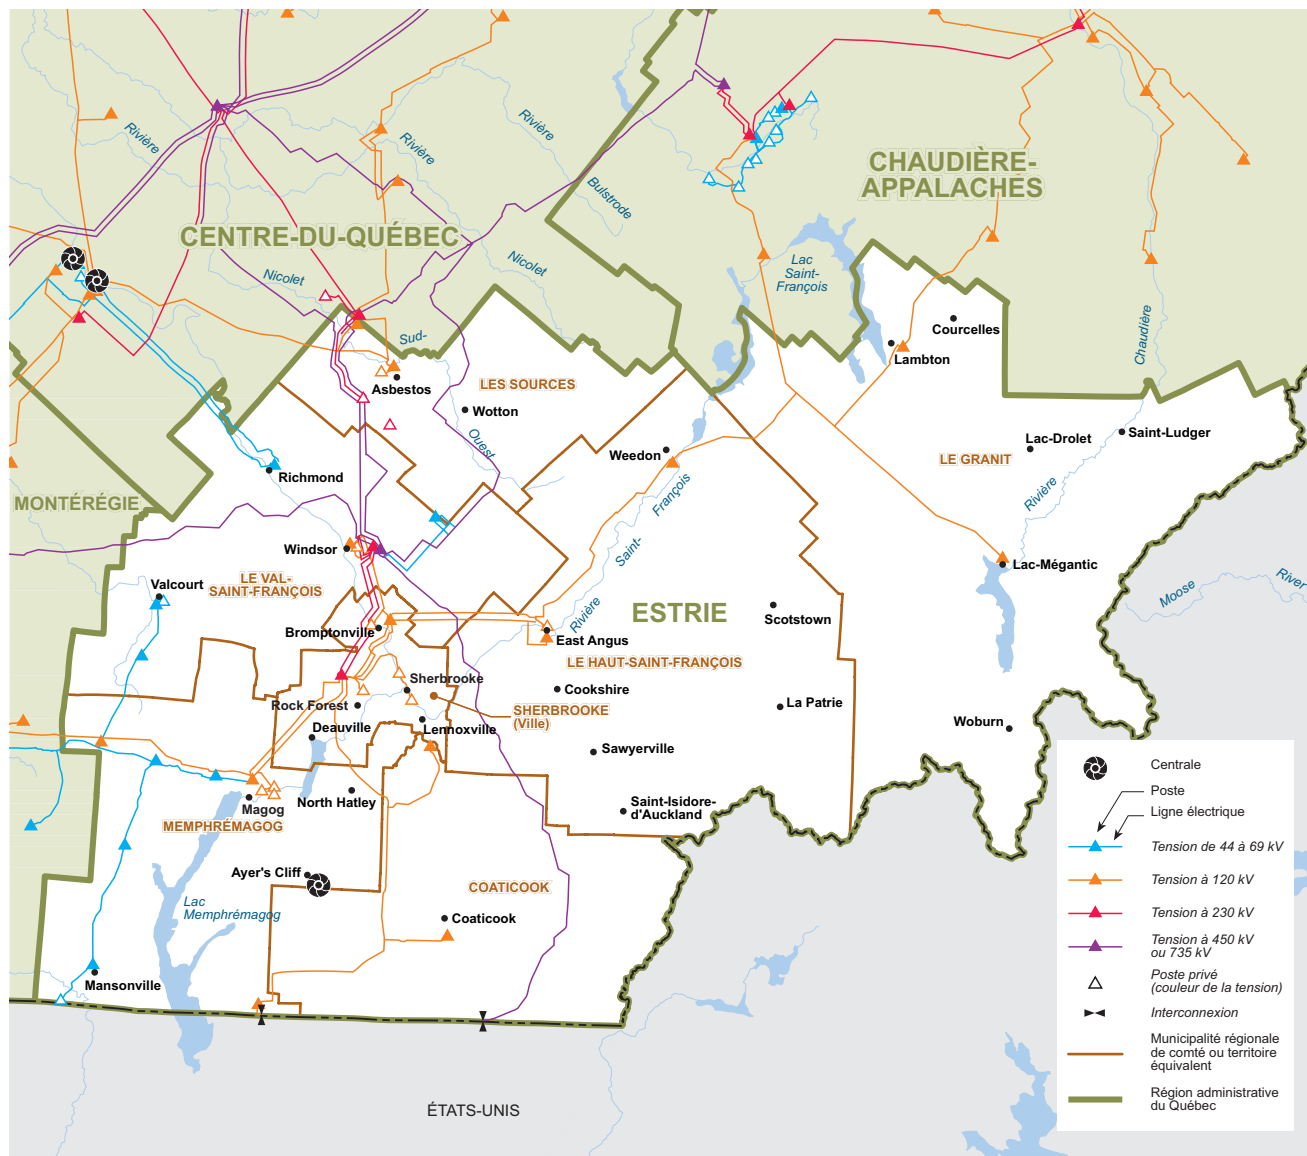 CHAUDIÈRE-
APPALACHES
Rivière
Rivière
Rivière
Bulstrode
CENTRE-DU-QUÉBEC
Nicolet
Nicolet
Lac
Saint-
François
Chaudière
Courcelles
Lambton
Sud-
Asbestos
LES SOURCES
Wotton
Ouest
Weedon
Lac-Drolet
Saint-Ludger
LE GRANIT
Richmond
MONTÉRÉGIE
François
Rivière
Windsor
Saint-
Lac-Mégantic
LE VAL-
SAINT-FRANÇOIS
Valcourt
Moose
River
Rivière
ESTRIE
Scotstown
Bromptonville
East Angus
LE HAUT-SAINT-FRANÇOIS
Sherbrooke
Cookshire
Rock Forest
SHERBROOKE
(Ville)
La Patrie
Deauville
Lennoxville
Woburn
Sawyerville
Magog
North Hatley
Saint-Isidore-
d'Auckland
MEMPHRÉMAGOG
Ayer's Cliff
COATICOOK
Lac
Memphrémagog
Coaticook
Mansonville
ÉTATS-UNIS
Centrale
Poste
Ligne électrique
Tension de 44 à 69 kV
Tension à 120 kV
Tension à 230 kV
Tension à 450 kV
ou 735 kV
Poste privé
(couleur de la tension)
Interconnexion
Municipalité régionale
de comté ou territoire
équivalent
Région administrative
du Québec